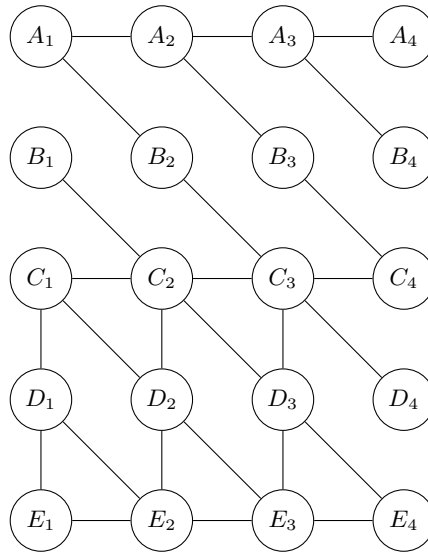 A₁ A₂ A₃ A₄
B₁ B₂ B₃ B₄
C₁ C₂ C₃ C₄
D₁ D₂ D₃ D₄
E₁ E₂ E₃ E₄